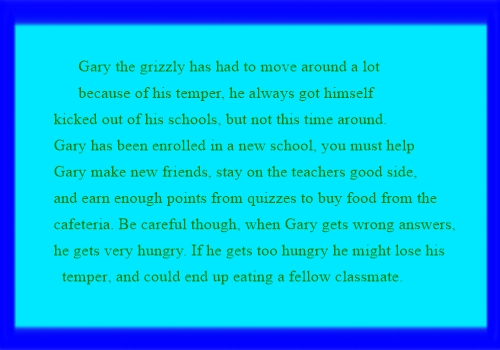 Gary the grizzly has had to move around a lot
because of his temper, he always got himself
kicked out of his schools, but not this time around.
Gary has been enrolled in a new school, you must help
Gary make new friends, stay on the teachers good side,
and earn enough points from quizzes to buy food from the
cafeteria. Be careful though, when Gary gets wrong answers,
he gets very hungry. If he gets too hungry he might lose his
temper, and could end up eating a fellow classmate.